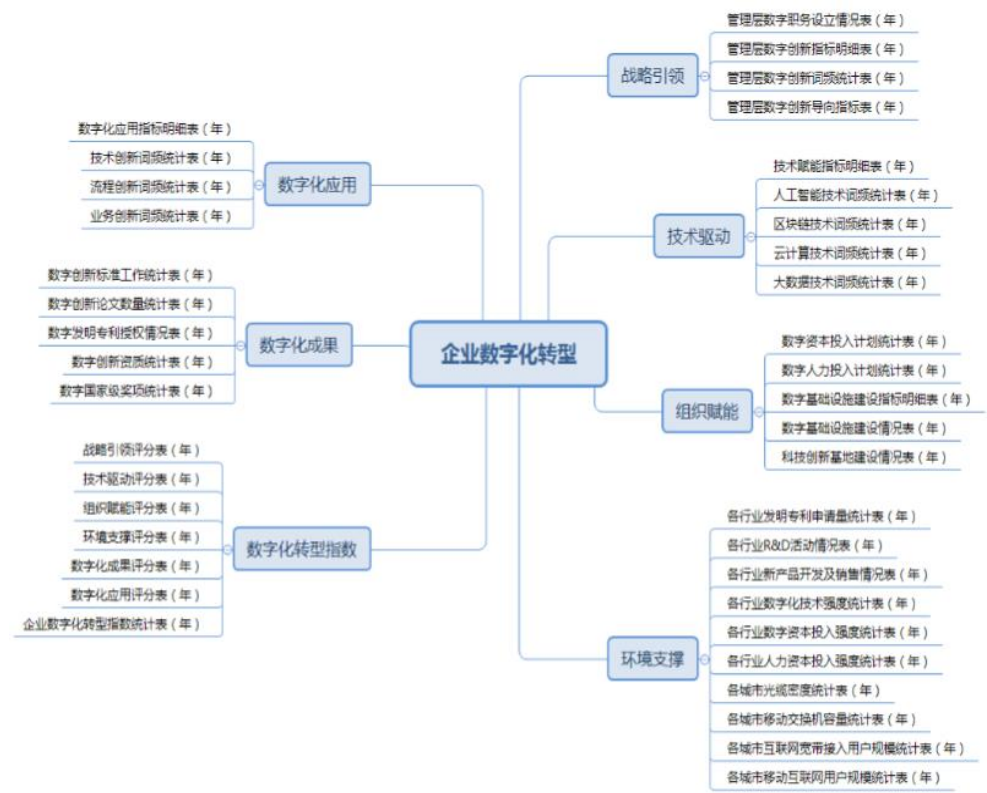 企业数字化转型
战略引领
管理层数字职务设立情况表（年）
管理层数字创新指标明细表（年）
管理层数字创新词频统计表（年）
管理层数字创新导向指标表（年）
技术驱动
技术赋能指标明细表（年）
人工智能技术词频统计表（年）
区块链技术词频统计表（年）
云计算技术词频统计表（年）
大数据技术词频统计表（年）
组织赋能
数字资本投入计划统计表（年）
数字人力投入计划统计表（年）
数字基础设施建设指标明细表（年）
数字基础设施建设情况表（年）
科技创新基地建设情况表（年）
环境支撑
各行业发明专利申请量统计表（年）
各行业R&D活动情况表（年）
各行业新产品开发及销售情况表（年）
各行业数字化技术强度统计表（年）
各行业数字资本投入强度统计表（年）
各行业人力资本投入强度统计表（年）
各城市光缆密度统计表（年）
各城市移动交换机容量统计表（年）
各城市互联网宽带接入用户规模统计表（年）
各城市移动互联网用户规模统计表（年）
数字化应用
数字化应用指标明细表（年）
技术创新词频统计表（年）
流程创新词频统计表（年）
业务创新词频统计表（年）
数字化成果
数字创新标准工作统计表（年）
数字创新论文数量统计表（年）
数字发明专利授权情况表（年）
数字创新资质统计表（年）
数字国家级奖项统计表（年）
数字化转型指数
战略引领评分表（年）
技术驱动评分表（年）
组织赋能评分表（年）
环境支撑评分表（年）
数字化成果评分表（年）
数字化应用评分表（年）
企业数字化转型指数统计表（年）